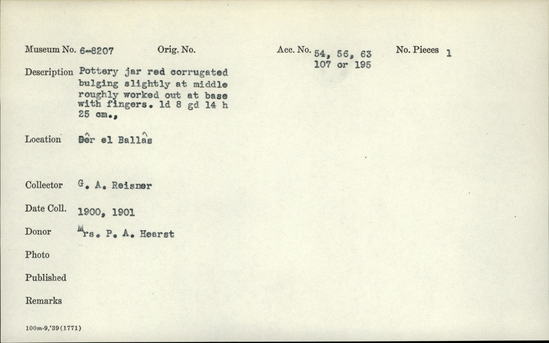 Museum No. 6-8207 Orig. No. Acc. No. 54, 56, 63 No. Pieces 1
107 or 195
Description Pottery jar red corrugated
bulging slightly at middle
roughly worked out at base
with fingers. ld 8 gd 14 h
25 cm.,
Location Dêr el Ballâs
Collector G. A. Reisner
Date Coll. 1900, 1901
Donor Mrs. P. A. Hearst
Photo
Published
Remarks
100m-9,'39(1771)